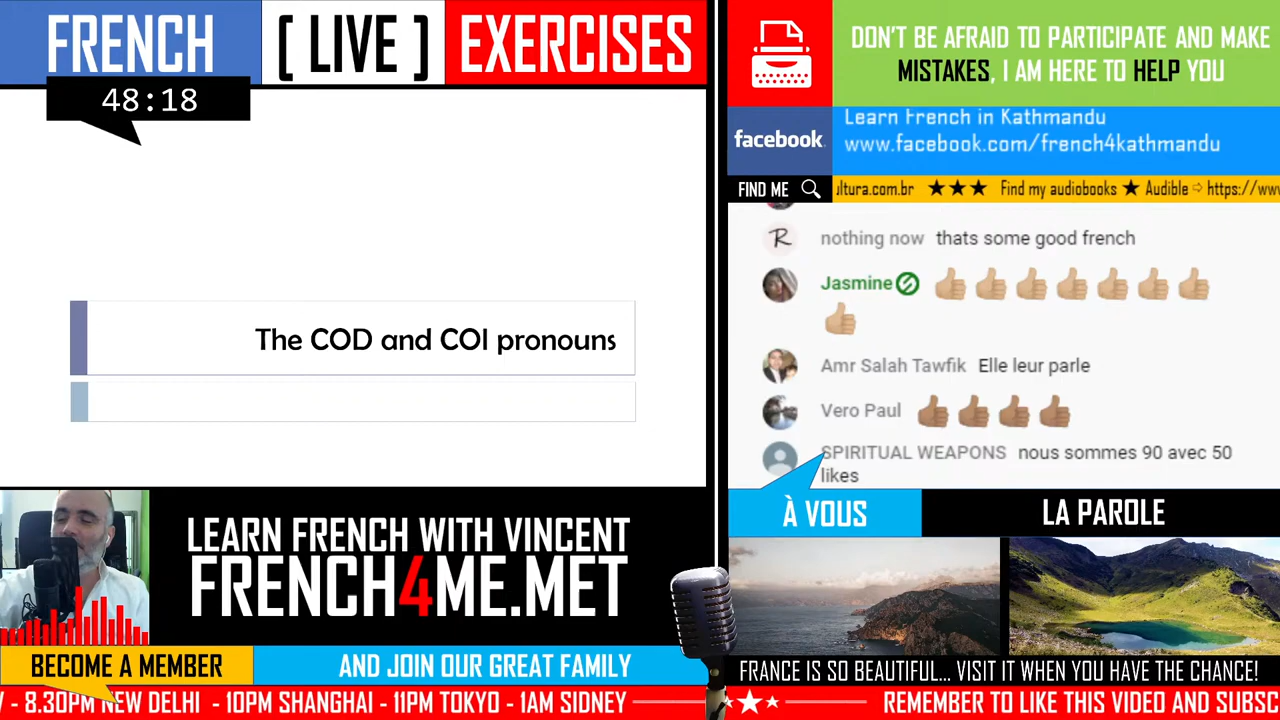 FRENCH
[ LIVE ]
EXERCISES
48:18
The COD and COI pronouns
LEARN FRENCH WITH VINCENT
FRENCH4ME.MET
BECOME A MEMBER
AND JOIN OUR GREAT FAMILY
- 8.30PM NEW DELHI - 10PM SHANGHAI - 11PM TOKYO - 1AM SIDNEY
REMEMBER TO LIKE THIS VIDEO AND SUBSC
DON'T BE AFRAID TO PARTICIPATE AND MAKE
MISTAKES, I AM HERE TO HELP YOU
facebook.
Learn French in Kathmandu
www.facebook.com/french4kathmandu
FIND ME
ultura.com.br ★★★ Find my audiobooks ★ Audible ⇨ https://ww
R
nothing now thats some good french
Jasmine 👍🏼👍🏼👍🏼👍🏼👍🏼👍🏼👍🏼
👍🏼
Amr Salah Tawfik Elle leur parle
Vero Paul 👍🏽👍🏽👍🏽👍🏽
SPIRITUAL WEAPONS nous sommes 90 avec 50
likes
À VOUS
LA PAROLE
FRANCE IS SO BEAUTIFUL... VISIT IT WHEN YOU HAVE THE CHANCE!